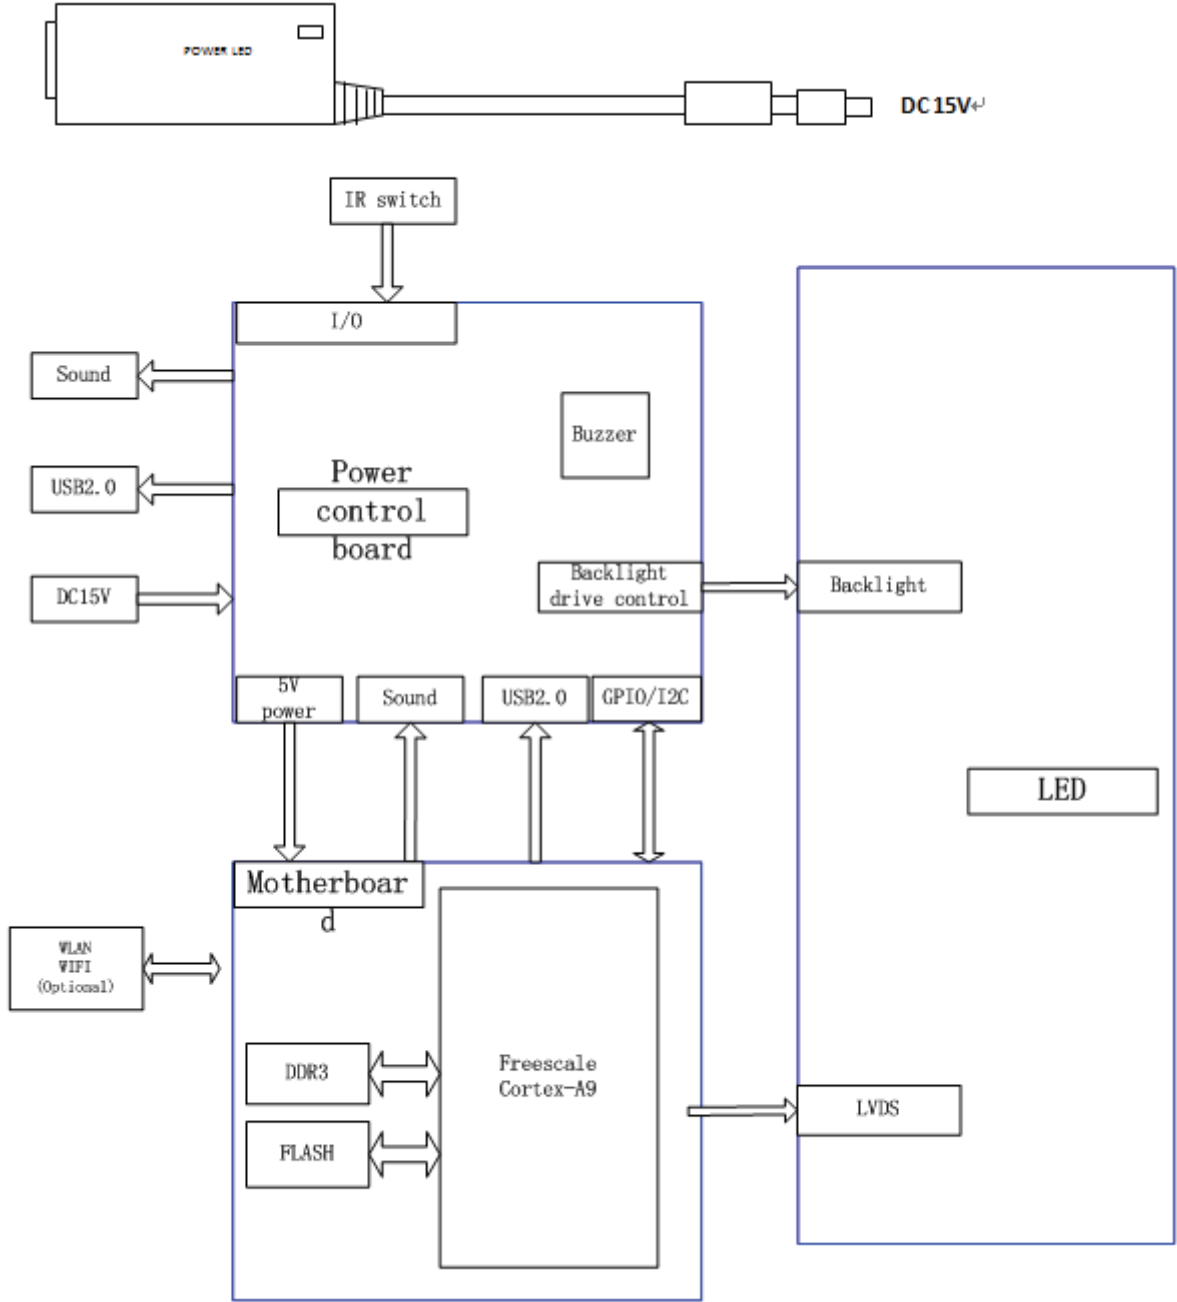 POWER LED
DC15V↵
IR switch
I/O
Sound
Buzzer
USB2.0
Power
control
board
DC15V
Backlight
drive control
Backlight
5V
power
Sound
USB2.0
GPIO/I2C
LED
Motherboar
d
WLAN
WIFI
(Optional)
DDR3
Freescale
Cortex-A9
LVDS
FLASH